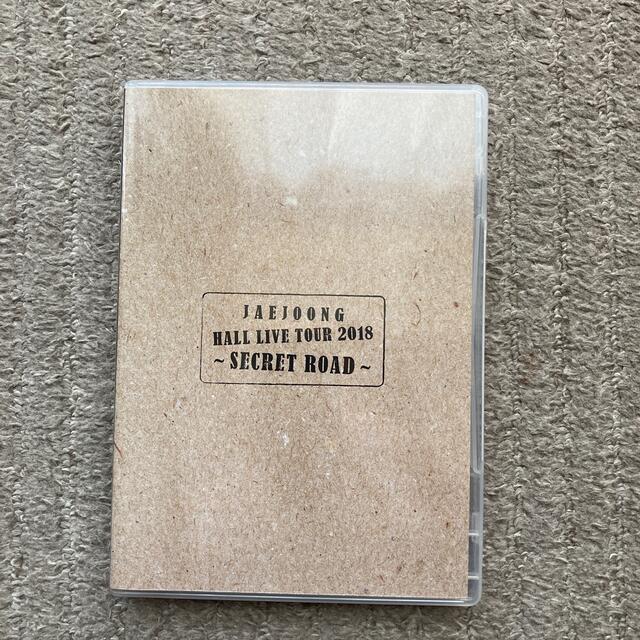 JAEJOONG
HALL LIVE TOUR 2018
~ SECRET ROAD ~